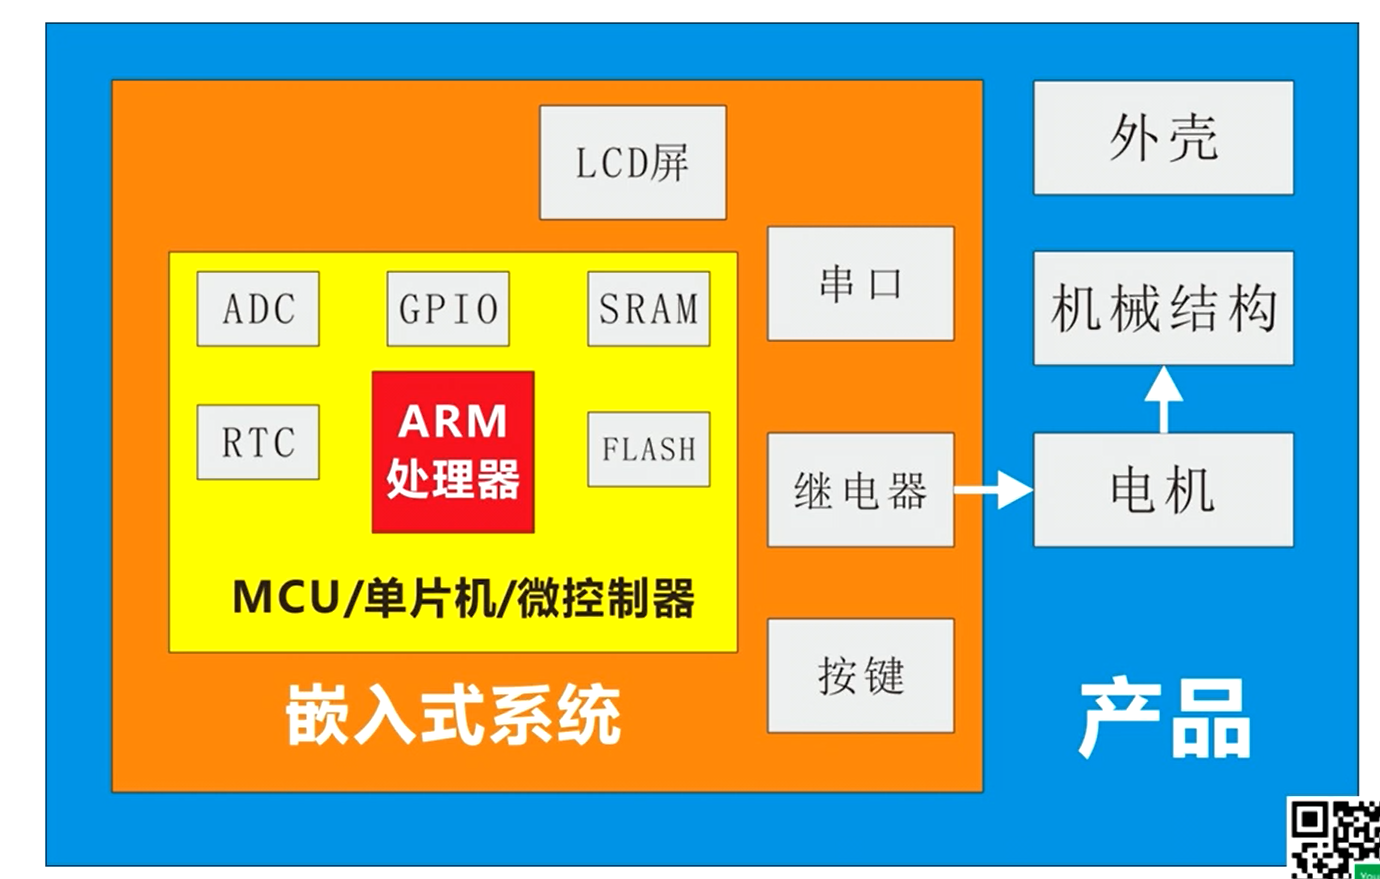 LCD屏
外壳
串口
机械结构
ADC
GPIO
SRAM
RTC
ARM
处理器
FLASH
继电器
电机
MCU/单片机/微控制器
按键
嵌入式系统
产品